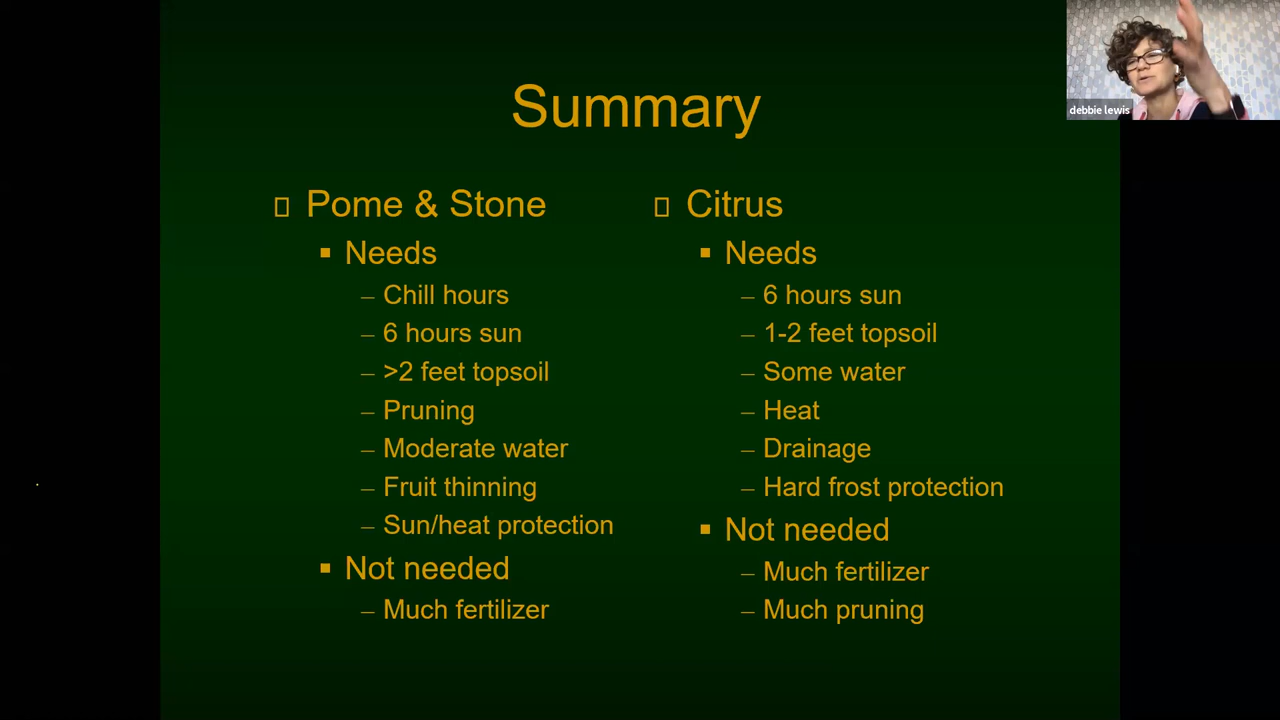 Summary
Pome & Stone
Needs
– Chill hours
– 6 hours sun
– >2 feet topsoil
– Pruning
– Moderate water
– Fruit thinning
– Sun/heat protection
Not needed
– Much fertilizer
Citrus
Needs
– 6 hours sun
– 1-2 feet topsoil
– Some water
– Heat
– Drainage
– Hard frost protection
Not needed
– Much fertilizer
– Much pruning
debbie lewis